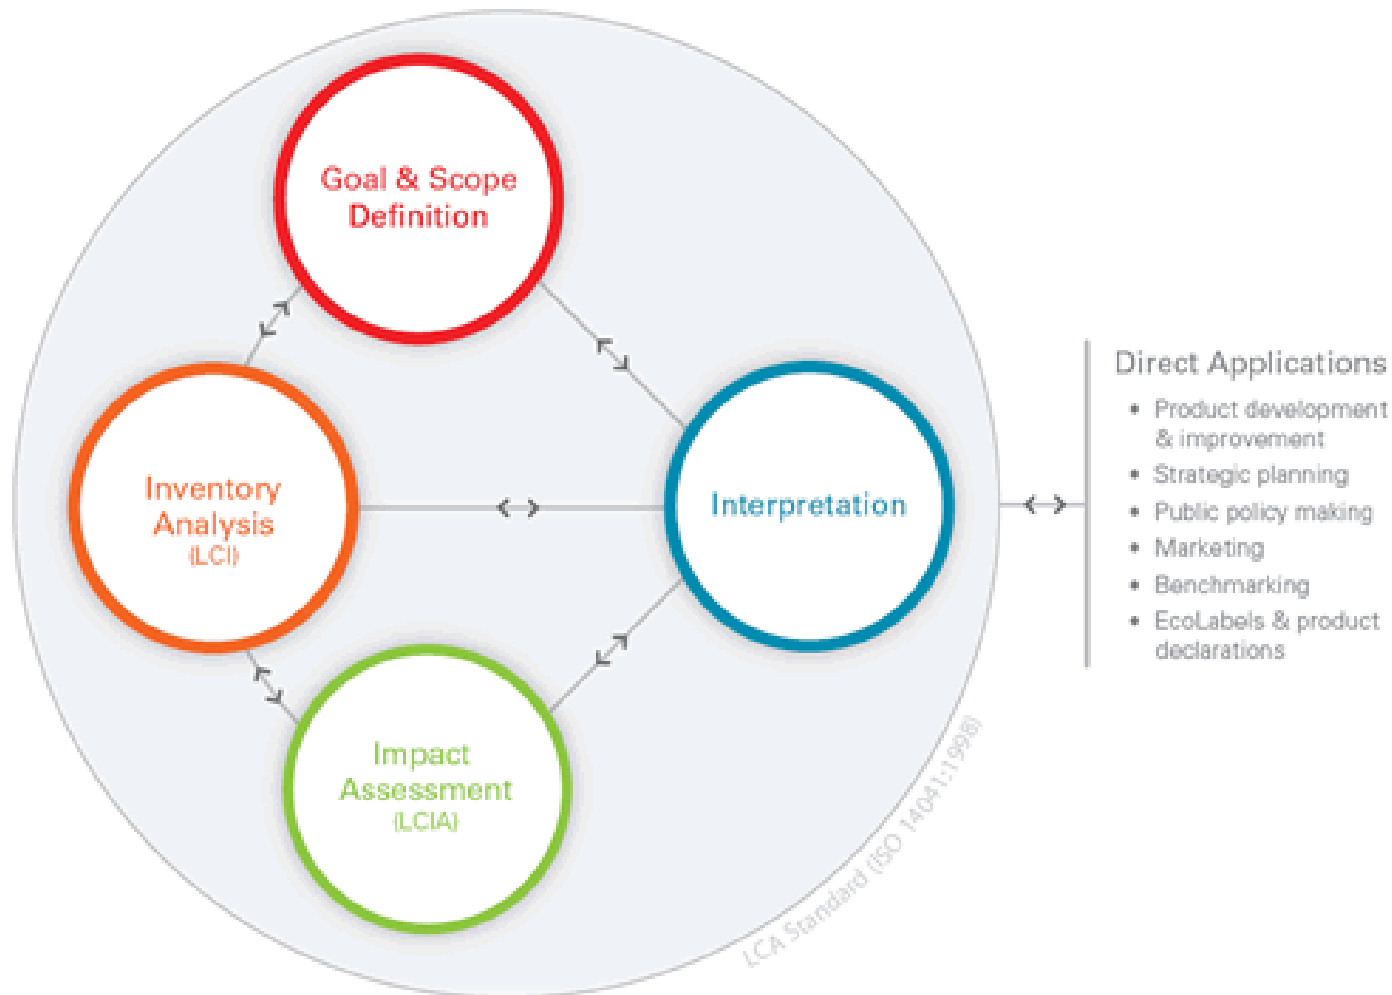 Goal & Scope
Definition
Inventory
Analysis
(LCI)
Interpretation
Impact
Assessment
(LCIA)
LCA Standard (ISO 14041:1998)
Direct Applications
• Product development
& improvement
• Strategic planning
• Public policy making
• Marketing
• Benchmarking
• EcoLabels & product
declarations